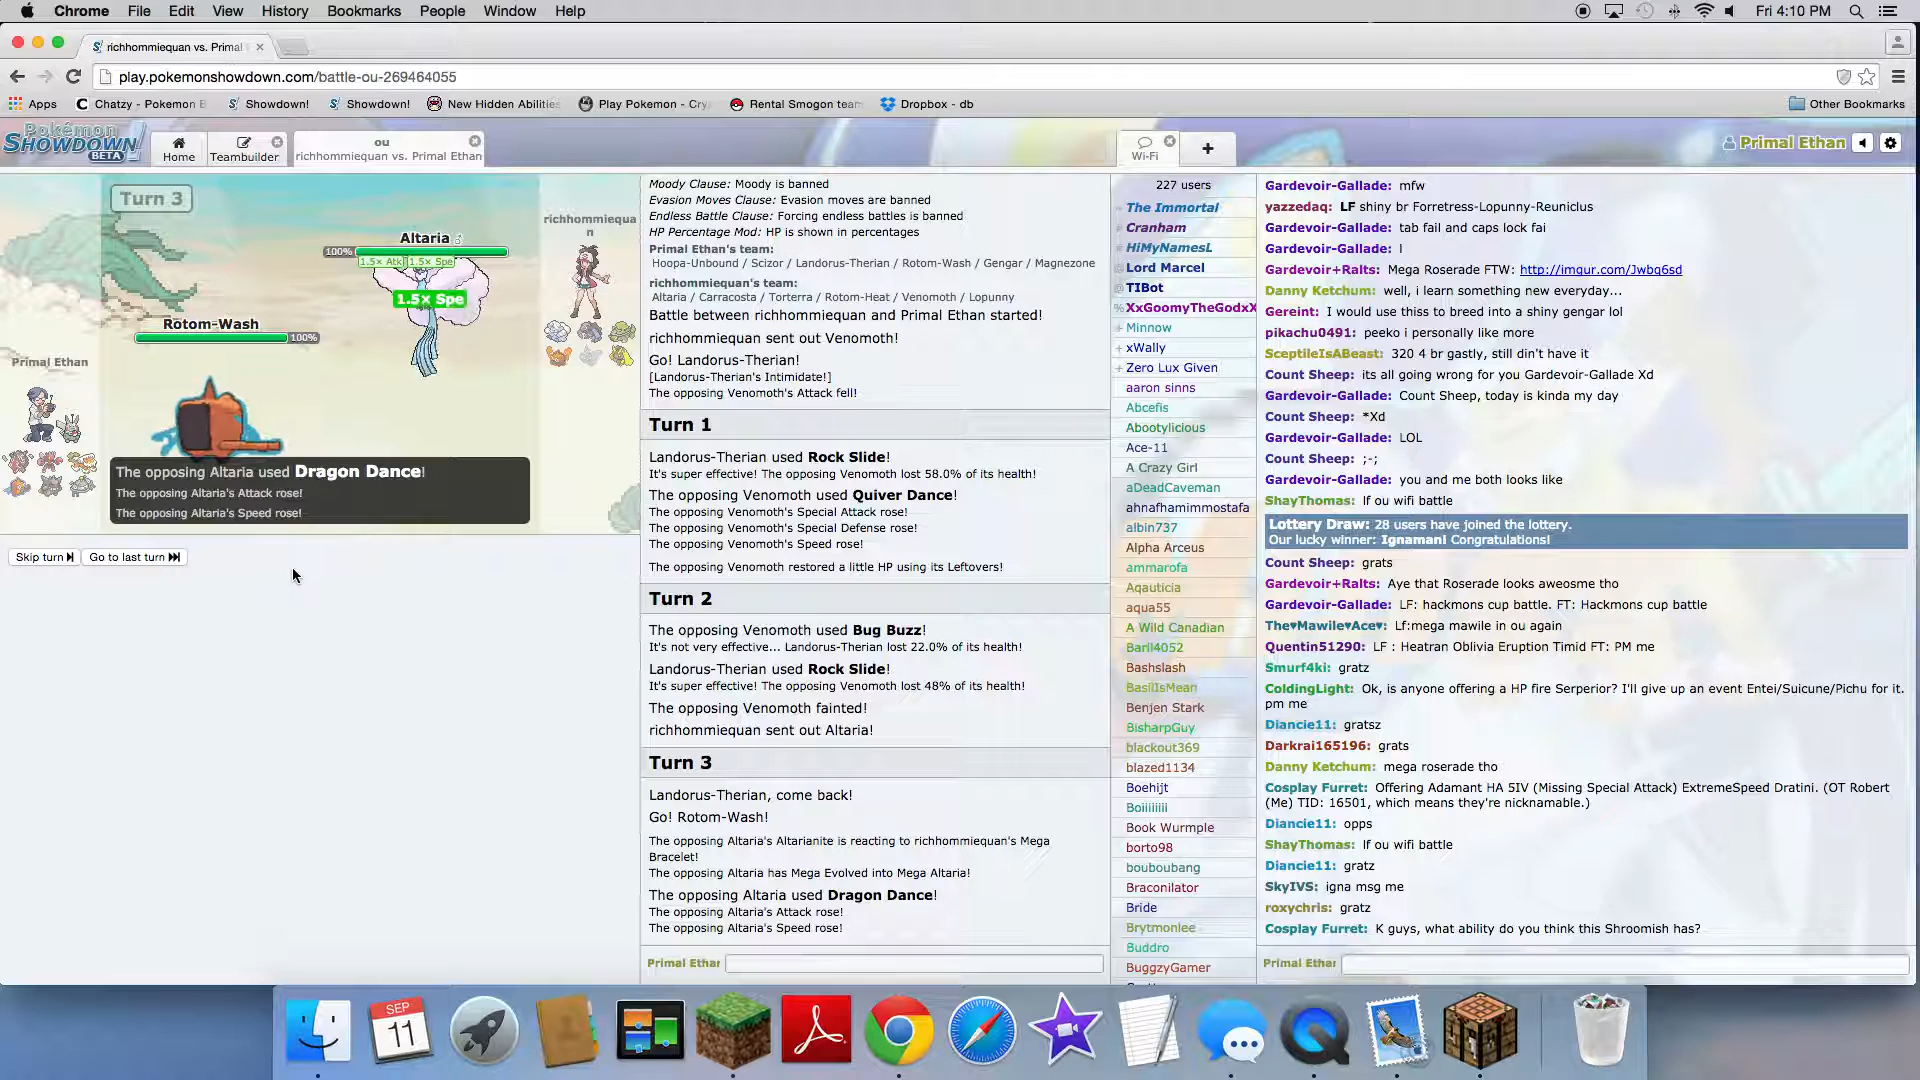 Chrome File Edit View History Bookmarks People Window Help
Fri 4:10 PM
richhommiequan vs. Primal
play.pokemonshowdown.com/battle-ou-269464055
Apps Chatzy - Pokemon Showdown! Showdown! New Hidden Abilities Play Pokemon - Cry Rental Smogon team Dropbox - db Other Bookmarks
Pokémon
SHOWDOWN!
BETA
Home
Teambuilder
ou
richhommiequan vs. Primal Ethan
Wi-Fi
+
Primal Ethan
Turn 3
richhommiequa
n
Altaria
100%
1.5× Atk 1.5× Spe
1.5× Spe
Rotom-Wash
100%
Primal Ethan
The opposing Altaria used Dragon Dance!
The opposing Altaria's Attack rose!
The opposing Altaria's Speed rose!
Skip turn Go to last turn
Moody Clause: Moody is banned
Evasion Moves Clause: Evasion moves are banned
Endless Battle Clause: Forcing endless battles is banned
HP Percentage Mod: HP is shown in percentages
Primal Ethan's team:
Hoopa-Unbound / Scizor / Landorus-Therian / Rotom-Wash / Gengar / Magnezone
richhommiequan's team:
Altaria / Carracosta / Torterra / Rotom-Heat / Venomoth / Lopunny
Battle between richhommiequan and Primal Ethan started!
richhommiequan sent out Venomoth!
Go! Landorus-Therian!
[Landorus-Therian's Intimidate!]
The opposing Venomoth's Attack fell!
Turn 1
Landorus-Therian used Rock Slide!
It's super effective! The opposing Venomoth lost 58.0% of its health!
The opposing Venomoth used Quiver Dance!
The opposing Venomoth's Special Attack rose!
The opposing Venomoth's Special Defense rose!
The opposing Venomoth's Speed rose!
The opposing Venomoth restored a little HP using its Leftovers!
Turn 2
The opposing Venomoth used Bug Buzz!
It's not very effective... Landorus-Therian lost 22.0% of its health!
Landorus-Therian used Rock Slide!
It's super effective! The opposing Venomoth lost 48% of its health!
The opposing Venomoth fainted!
richhommiequan sent out Altaria!
Turn 3
Landorus-Therian, come back!
Go! Rotom-Wash!
The opposing Altaria's Altarianite is reacting to richhommiequan's Mega
Bracelet!
The opposing Altaria has Mega Evolved into Mega Altaria!
The opposing Altaria used Dragon Dance!
The opposing Altaria's Attack rose!
The opposing Altaria's Speed rose!
Primal Ethan:
227 users
The Immortal
# Cranham
HiMyNamesL
@ Lord Marcel
@ TIBot
% XxGoomyTheGodxX
+ Minnow
+ xWally
+ Zero Lux Given
aaron sinns
Abcefis
Abootylicious
Ace-11
A Crazy Girl
aDeadCaveman
ahnafhamimmostafa
albin737
Alpha Arceus
ammarofa
Aqauticia
aqua55
A Wild Canadian
Baril4052
Bashslash
BasilIsMean
Benjen Stark
BisharpGuy
blackout369
blazed1134
Boehijt
Boiiiiiii
Book Wurmple
borto98
bouboubang
Braconilator
Bride
Brytmonlee
Buddro
BuggzyGamer
Gardevoir-Gallade: mfw
yazzedaq: LF shiny br Forretress-Lopunny-Reuniclus
Gardevoir-Gallade: tab fail and caps lock fai
Gardevoir-Gallade: l
Gardevoir+Ralts: Mega Roserade FTW: http://imgur.com/Jwbq6sd
Danny Ketchum: well, i learn something new everyday...
Gereint: I would use thiss to breed into a shiny gengar lol
pikachu0491: peeko i personally like more
SceptileIsABeast: 320 4 br gastly, still din't have it
Count Sheep: its all going wrong for you Gardevoir-Gallade Xd
Gardevoir-Gallade: Count Sheep, today is kinda my day
Count Sheep: *Xd
Gardevoir-Gallade: LOL
Count Sheep: ;-;
Gardevoir-Gallade: you and me both looks like
ShayThomas: lf ou wifi battle
Lottery Draw: 28 users have joined the lottery.
Our lucky winner: Ignaman! Congratulations!
Count Sheep: grats
Gardevoir+Ralts: Aye that Roserade looks aweosme tho
Gardevoir-Gallade: LF: hackmons cup battle. FT: Hackmons cup battle
The♥Mawile♥Ace♥: Lf:mega mawile in ou again
Quentin51290: LF : Heatran Oblivia Eruption Timid FT: PM me
Smurf4ki: gratz
ColdingLight: Ok, is anyone offering a HP fire Serperior? I'll give up an event Entei/Suicune/Pichu for it.
pm me
Diancie11: gratsz
Darkrai165196: grats
Danny Ketchum: mega roserade tho
Cosplay Furret: Offering Adamant HA 5IV (Missing Special Attack) ExtremeSpeed Dratini. (OT Robert
(Me) TID: 16501, which means they're nicknamable.)
Diancie11: opps
ShayThomas: lf ou wifi battle
Diancie11: gratz
SkyIVS: igna msg me
roxychris: gratz
Cosplay Furret: K guys, what ability do you think this Shroomish has?
Primal Ethan:
SEP
11